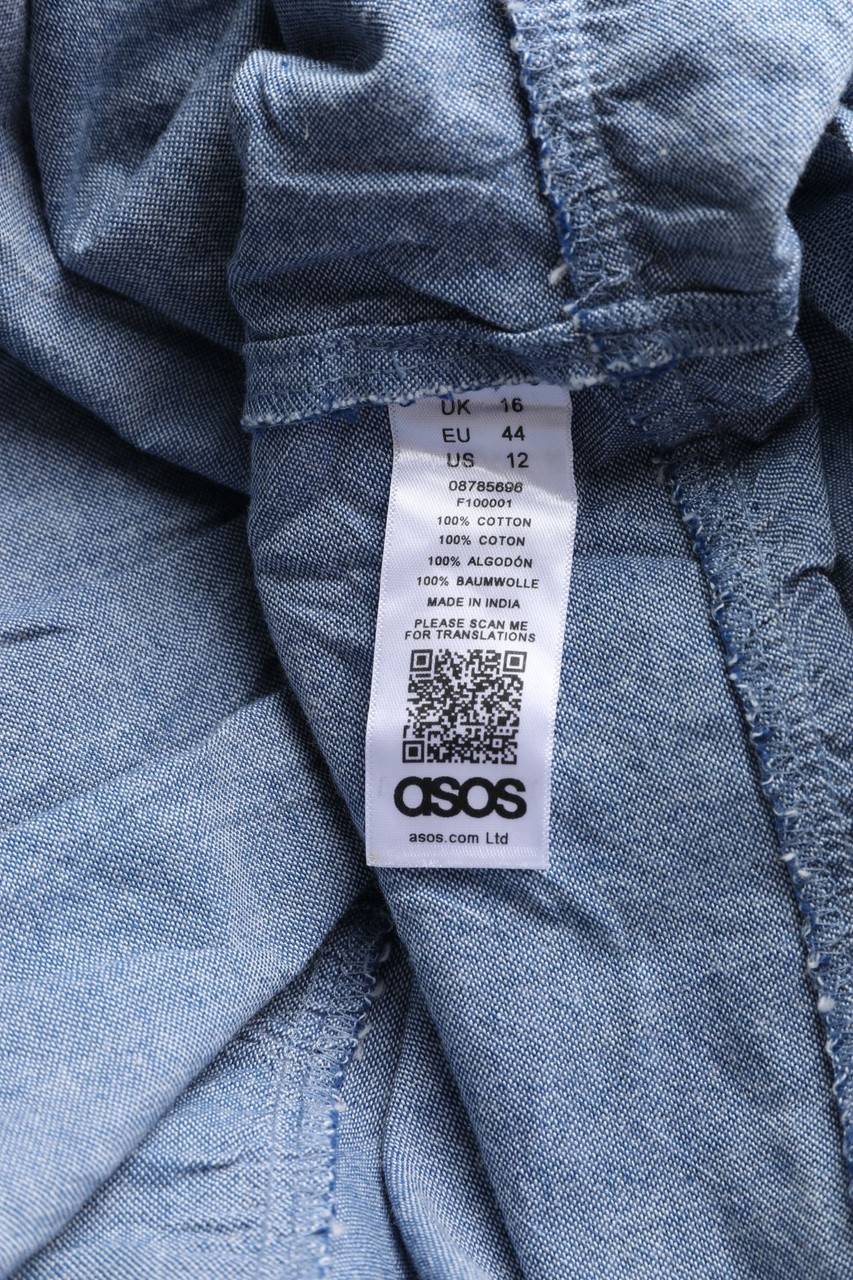 UK 16
EU 44
US 12
08785696
F100001
100% COTTON
100% COTON
100% ALGODÓN
100% BAUMWOLLE
MADE IN INDIA
PLEASE SCAN ME
FOR TRANSLATIONS
asos
asos.com Ltd